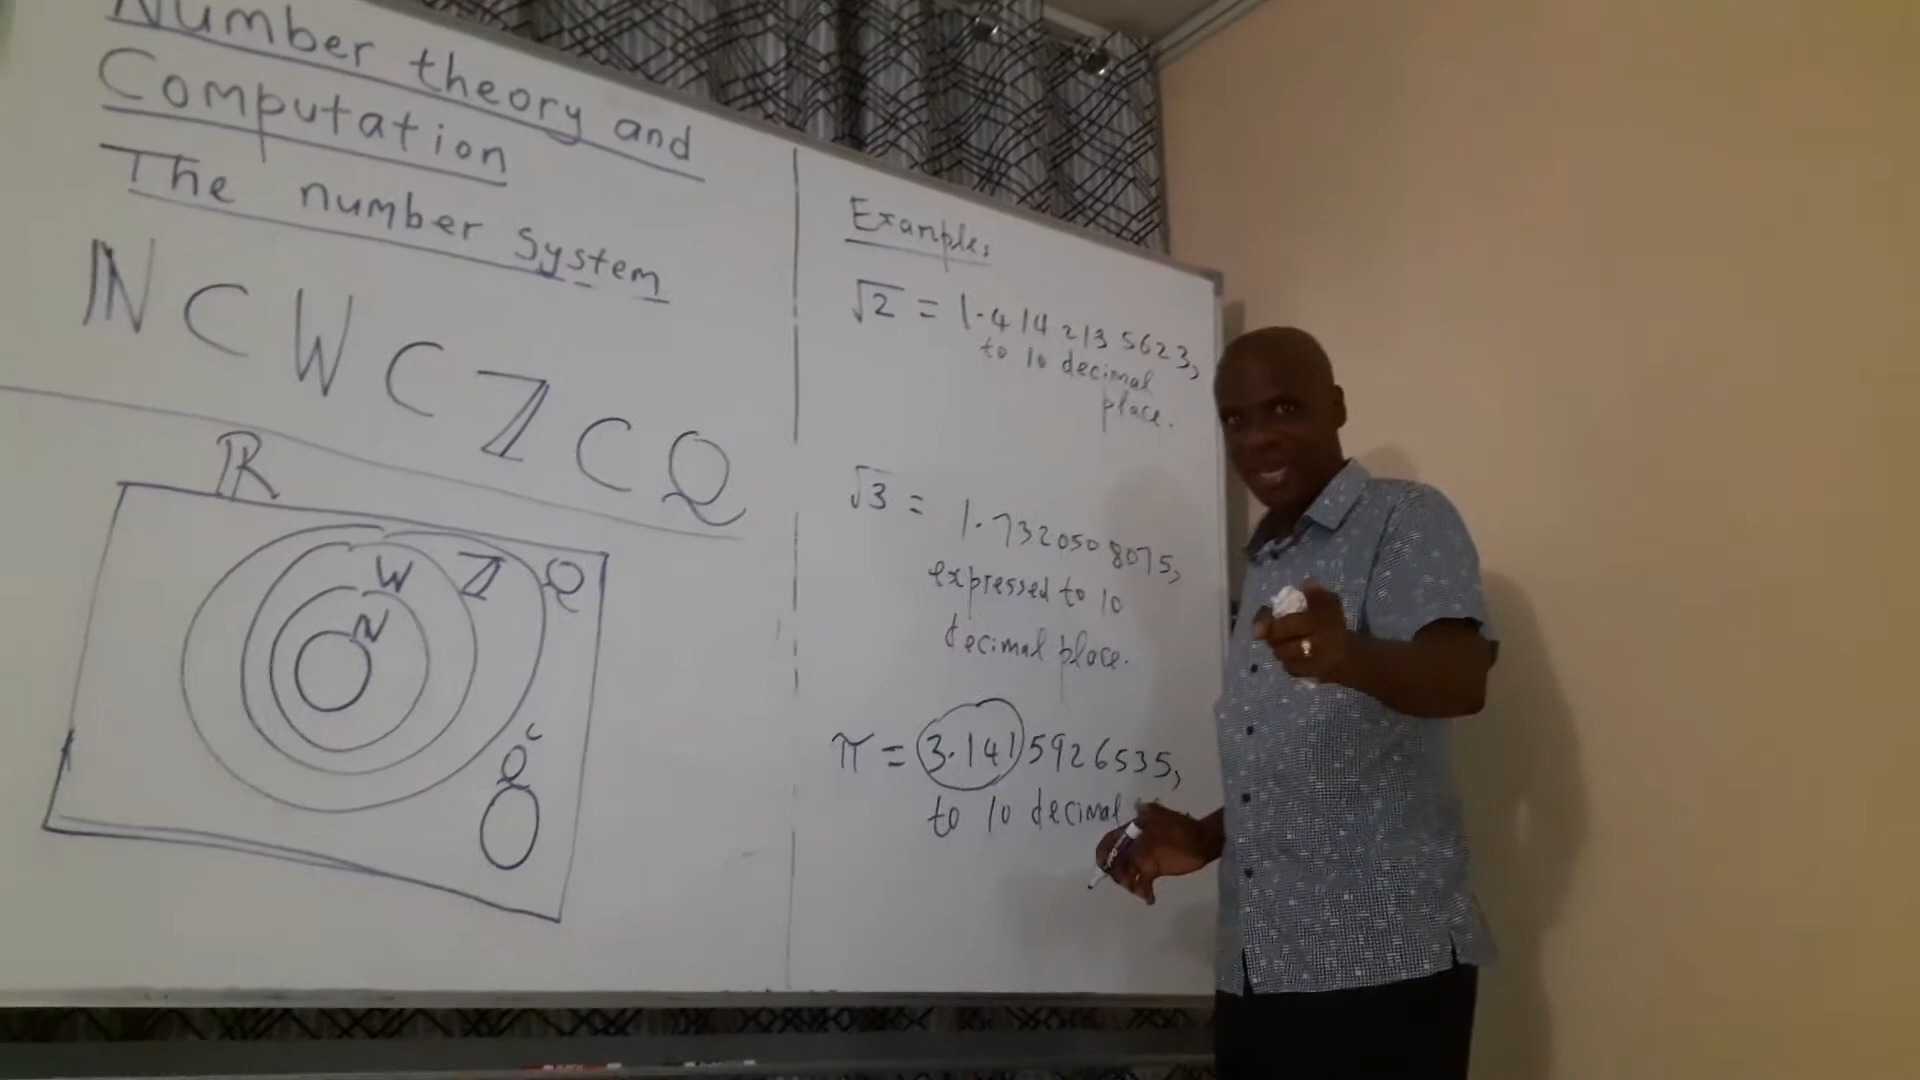 Number theory and
Computation
The number system
N ⊂ W ⊂ Z ⊂ Q
R
N
W
Z
Q
Q'
Examples
√2 = 1.4142135623,
to 10 decimal
place.
√3 = 1.7320508075,
expressed to 10
decimal place.
π = 3.1415926535,
to 10 decimal